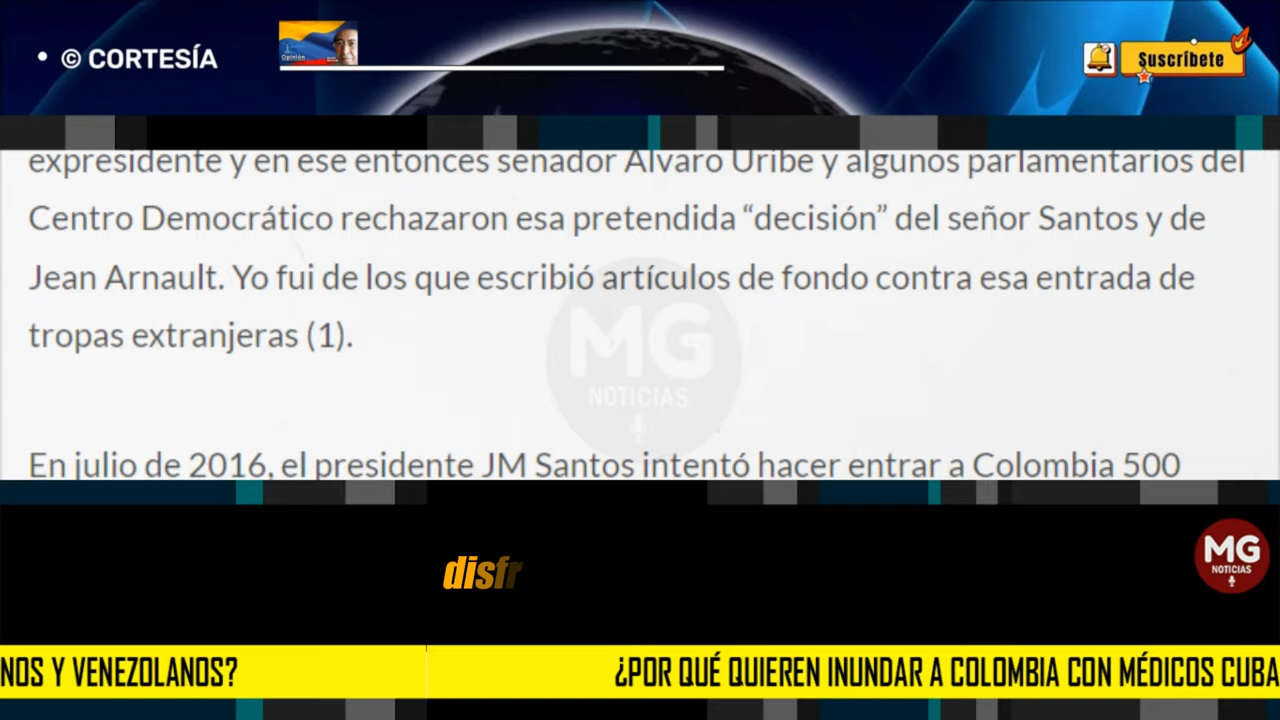 • © CORTESÍA
Opinión
Suscríbete
expresidente y en ese entonces senador Álvaro Uribe y algunos parlamentarios del
Centro Democrático rechazaron esa pretendida “decisión” del señor Santos y de
Jean Arnault. Yo fui de los que escribió artículos de fondo contra esa entrada de
tropas extranjeras (1).
MG
NOTICIAS
En julio de 2016, el presidente JM Santos intentó hacer entrar a Colombia 500
disfr
MG
NOTICIAS
NOS Y VENEZOLANOS?
¿POR QUÉ QUIEREN INUNDAR A COLOMBIA CON MÉDICOS CUBA